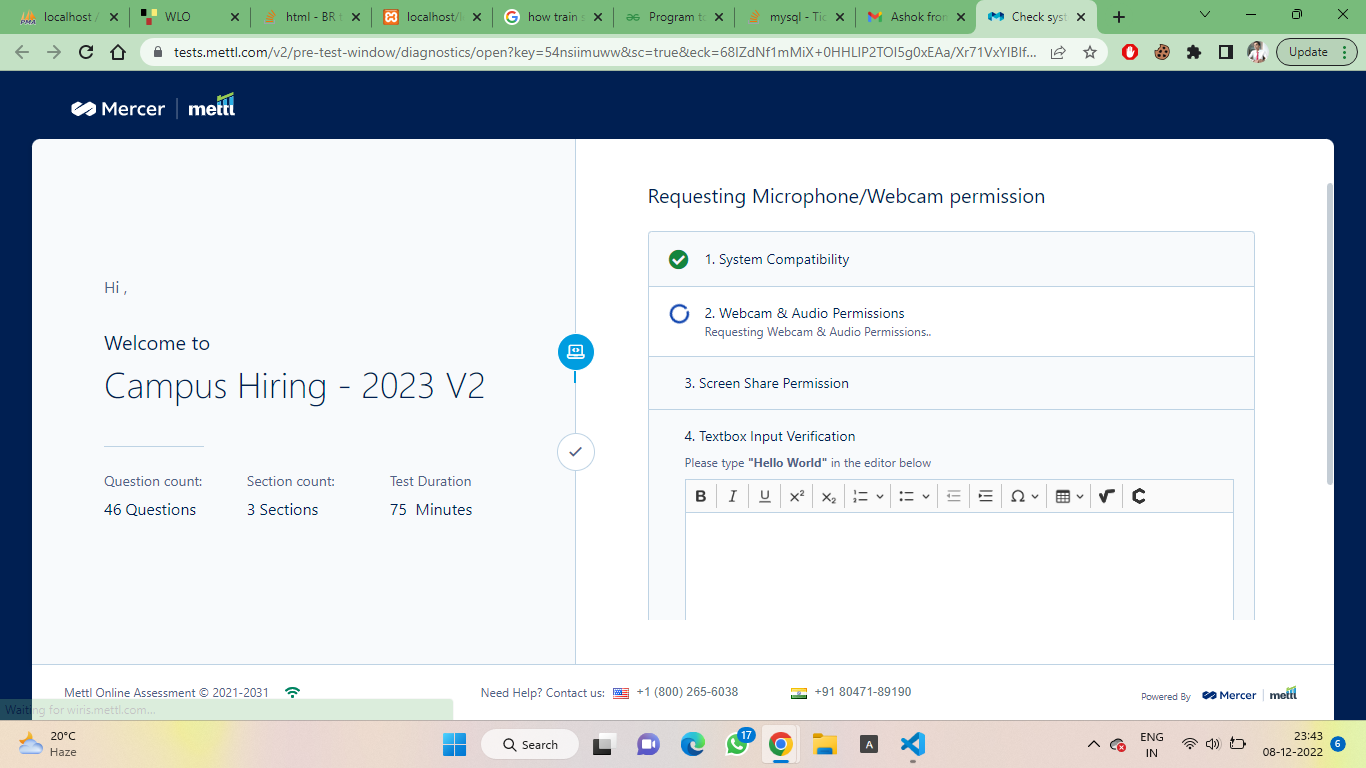 localhost /
WLO
html - BR t
localhost/l
how train s
Program to
mysql - Tic
Ashok from
Check syst
tests.mettl.com/v2/pre-test-window/diagnostics/open?key=54nsiimuww&sc=true&eck=68IZdNf1mMiX+0HHLIP2TOI5g0xEAa/Xr71VxYlBIf...
Update
Mercer | mettl
Hi ,
Welcome to
Campus Hiring - 2023 V2
Question count:
46 Questions
Section count:
3 Sections
Test Duration
75 Minutes
Requesting Microphone/Webcam permission
1. System Compatibility
2. Webcam & Audio Permissions
Requesting Webcam & Audio Permissions..
3. Screen Share Permission
4. Textbox Input Verification
Please type "Hello World" in the editor below
B I U X² X₂ Ω C
Mettl Online Assessment © 2021-2031
Need Help? Contact us: +1 (800) 265-6038 +91 80471-89190
Powered By Mercer | mettl
Waiting for wiris.mettl.com...
20°C
Haze
Search
17
A
ENG
IN
23:43
08-12-2022
6